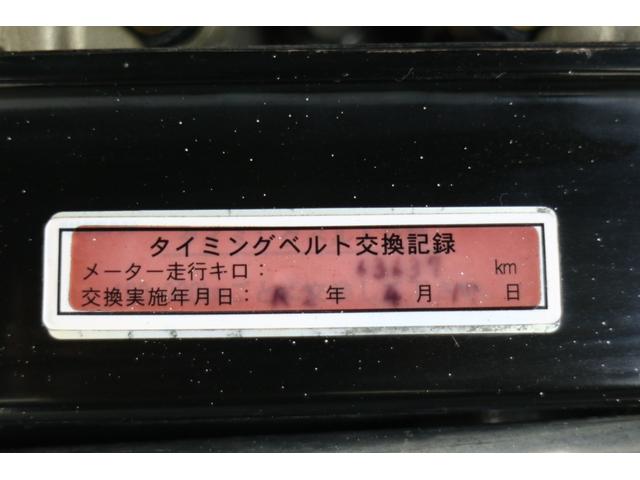 タイミングベルト交換記録
メーター走行キロ： km
交換実施年月日：R2年 4月 日